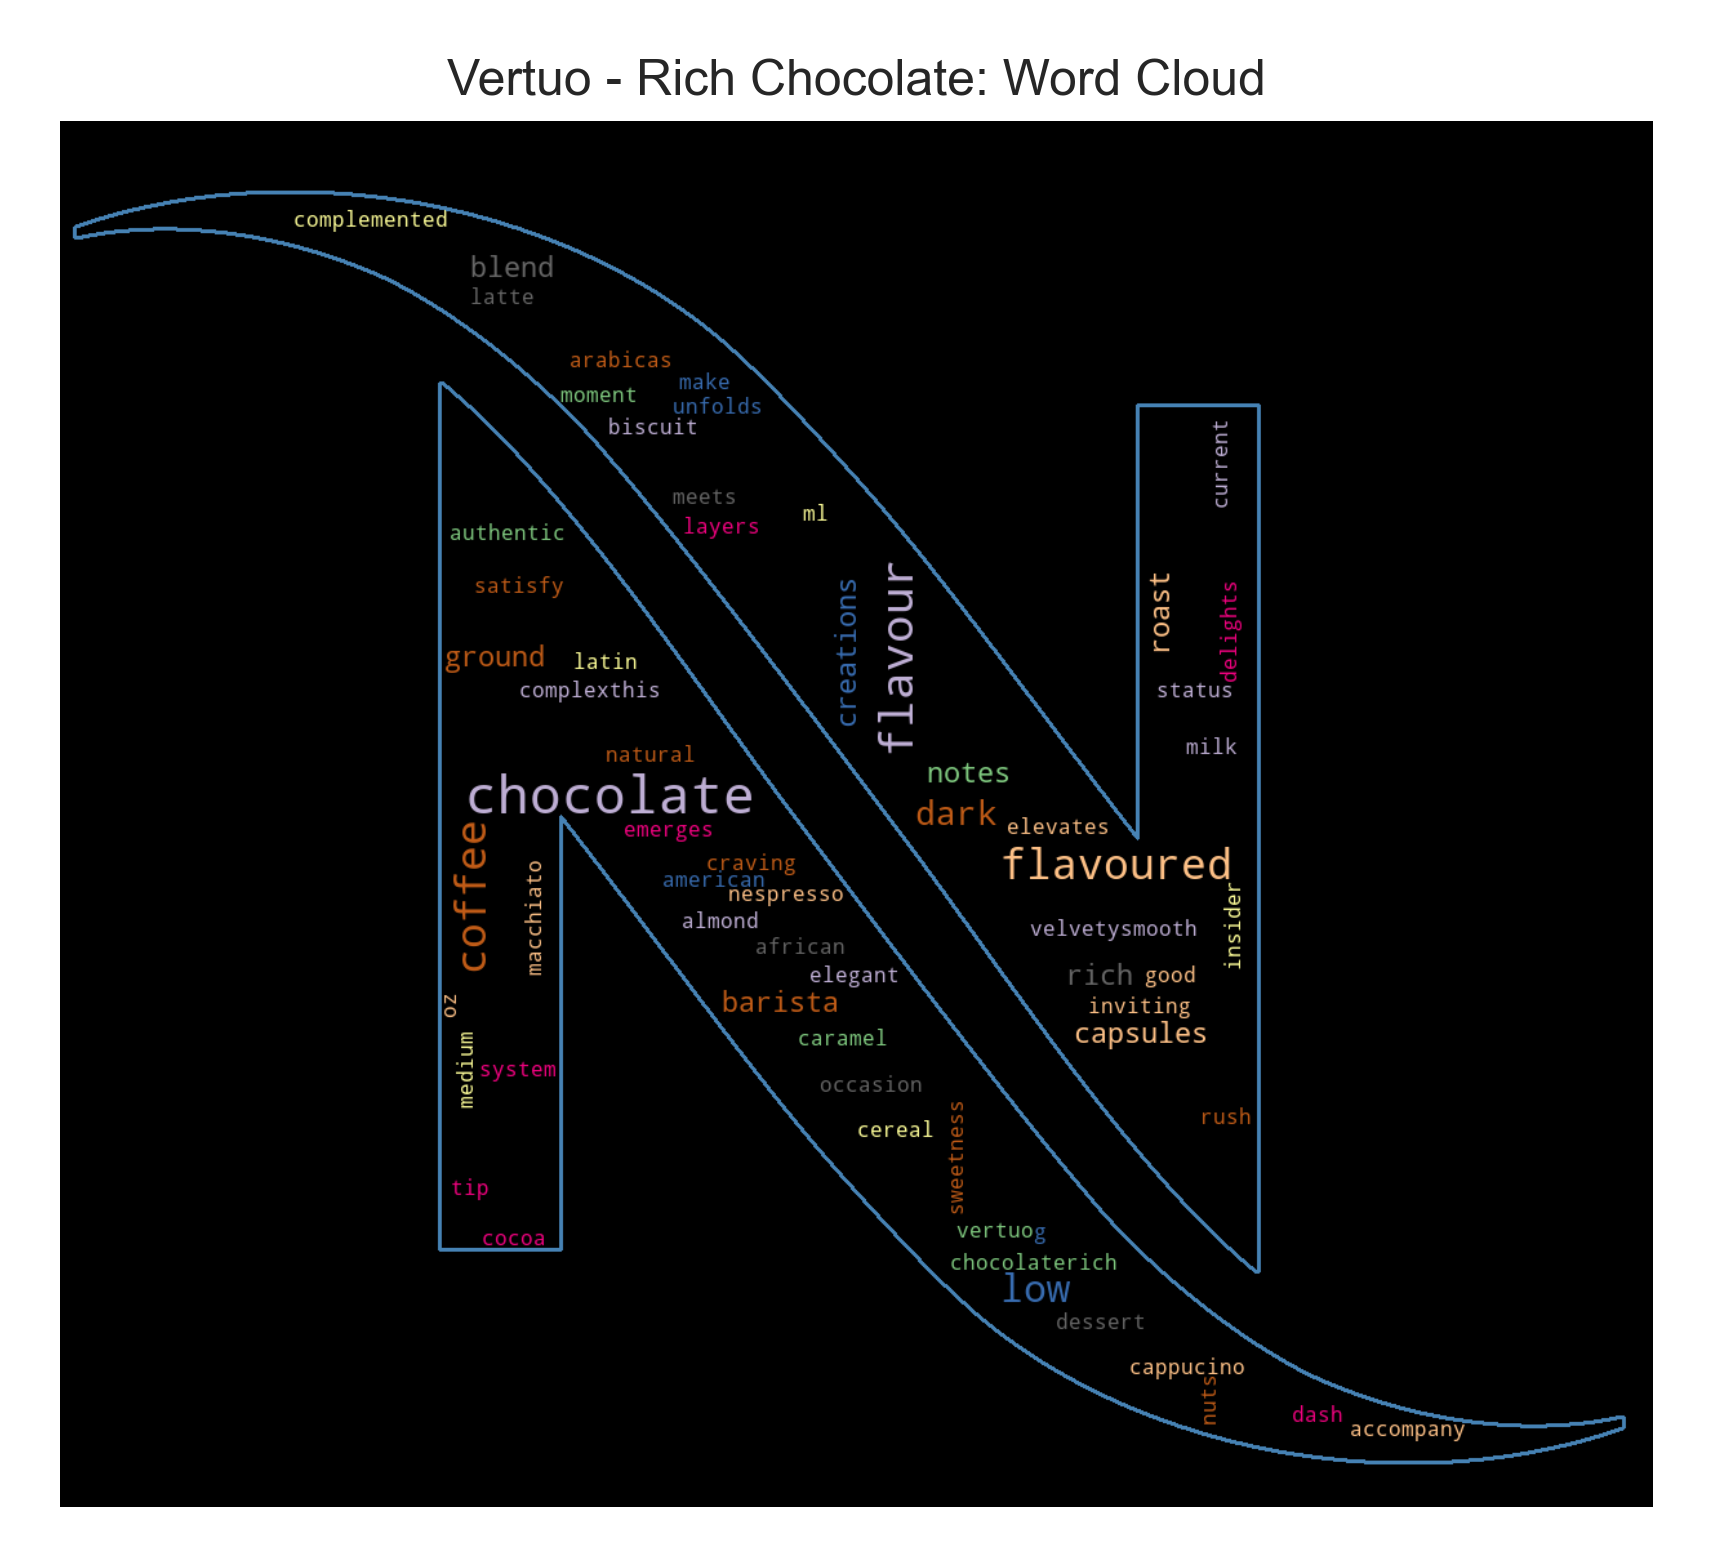 Vertuo - Rich Chocolate: Word Cloud
complemented
blend
latte
arabicas
make
moment
unfolds
biscuit
current
meets
layers
ml
authentic
satisfy
creations
flavour
roast
delights
ground
latin
complexthis
status
natural
milk
chocolate
notes
dark
emerges
elevates
coffee
craving
flavoured
american
nespresso
macchiato
almond
insider
velvetysmooth
african
elegant
rich
good
oz
barista
inviting
capsules
caramel
medium
system
occasion
cereal
rush
sweetness
tip
vertuo
g
cocoa
chocolaterich
low
dessert
cappucino
nuts
dash
accompany